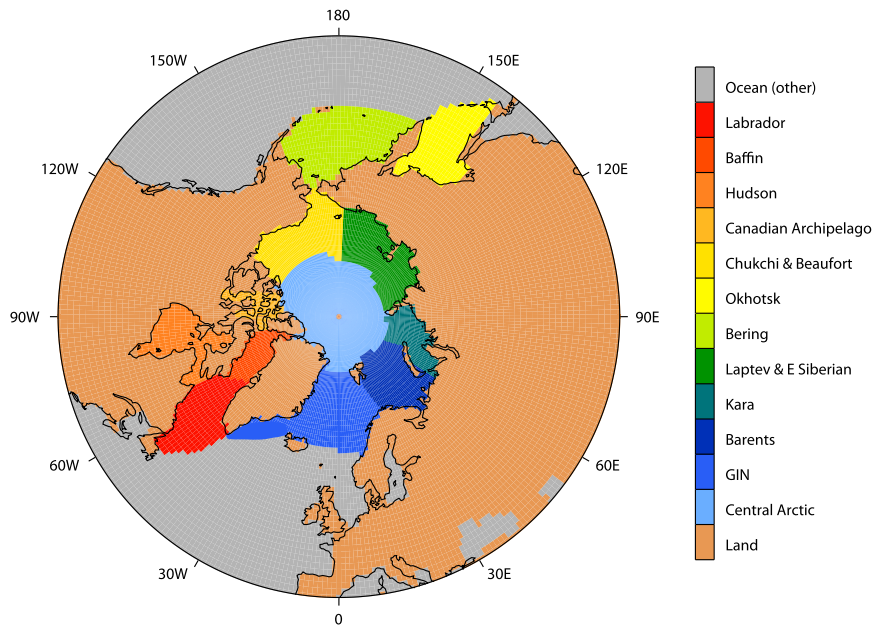 180
150W
150E
120W
120E
90W
90E
60W
60E
30W
30E
0
Ocean (other)
Labrador
Baffin
Hudson
Canadian Archipelago
Chukchi & Beaufort
Okhotsk
Bering
Laptev & E Siberian
Kara
Barents
GIN
Central Arctic
Land